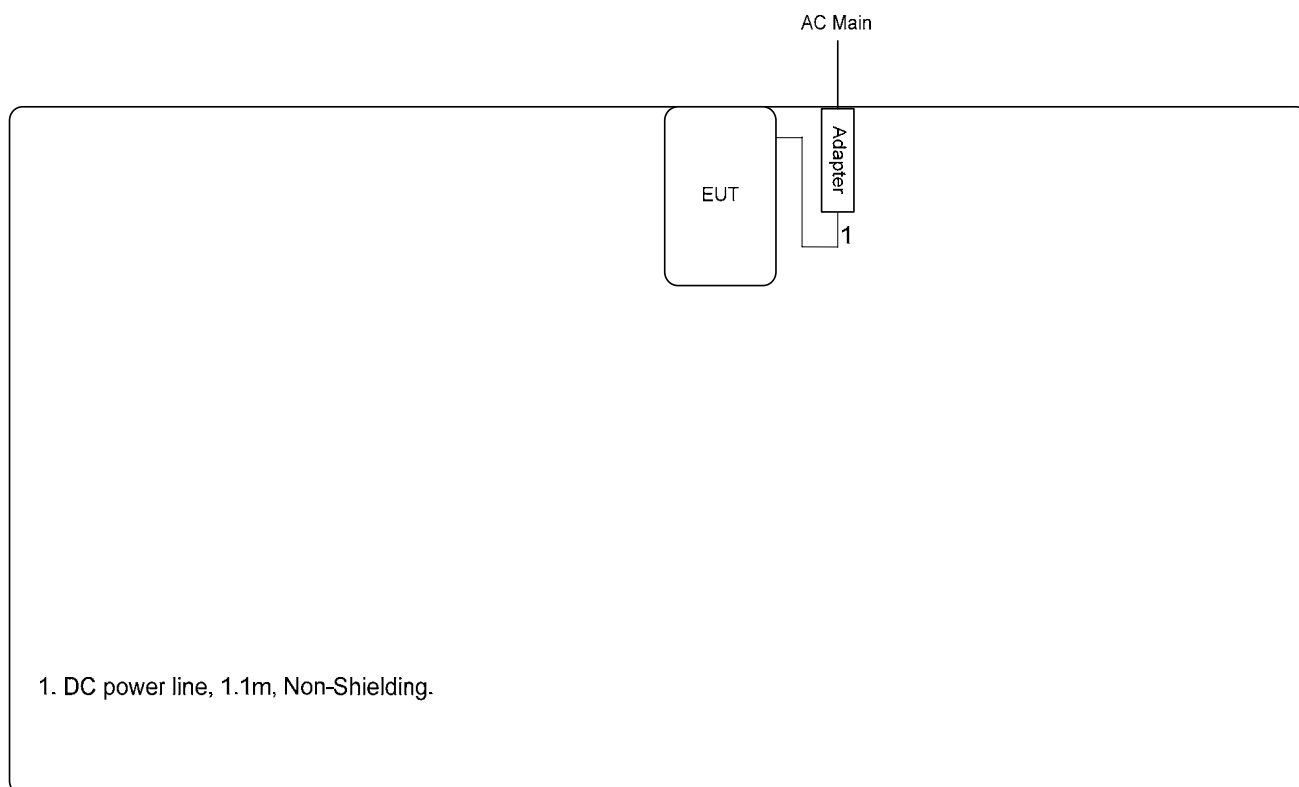 AC Main
Adapter
EUT
1
1. DC power line, 1.1m, Non-Shielding.